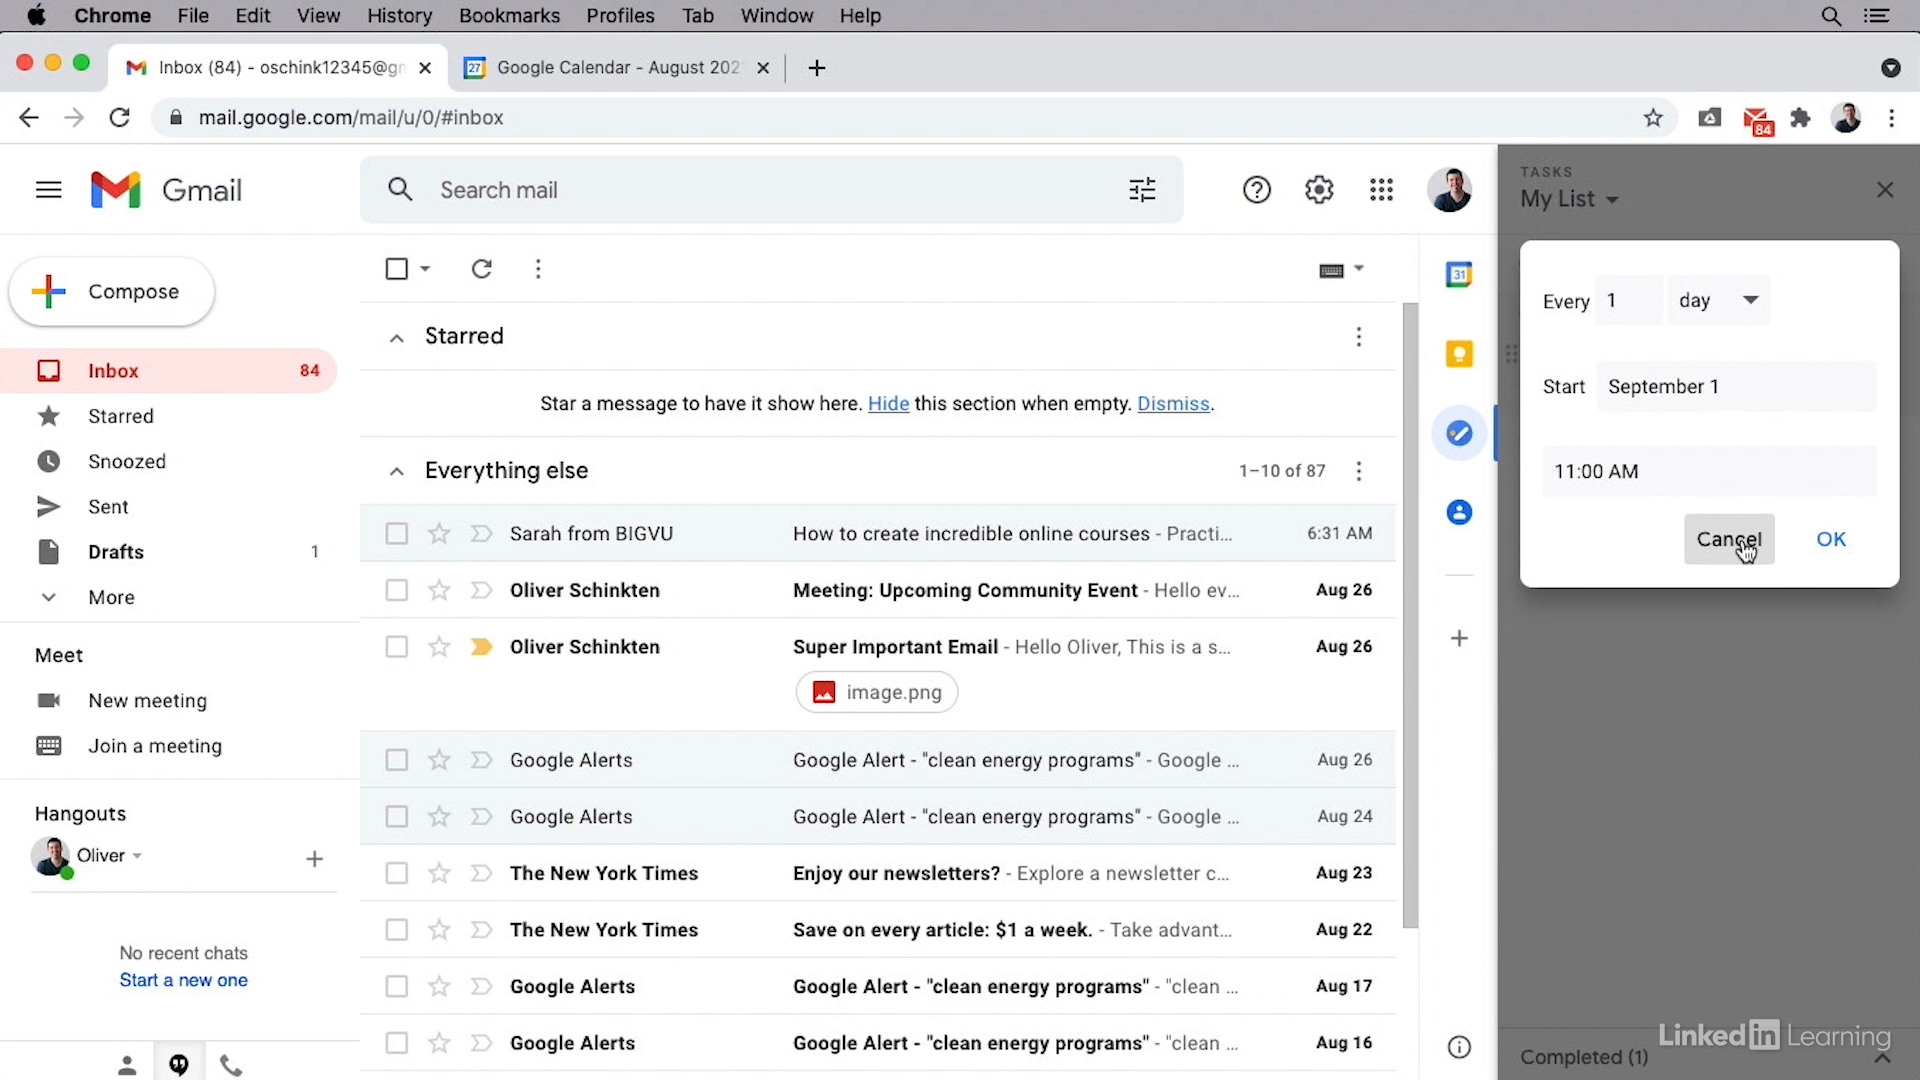 Chrome File Edit View History Bookmarks Profiles Tab Window Help
Inbox (84) - oschink12345@gm
27 Google Calendar - August 202
mail.google.com/mail/u/0/#inbox
84
Gmail
Search mail
TASKS
My List
Compose
Inbox 84
Starred
Snoozed
Sent
Drafts 1
More
Meet
New meeting
Join a meeting
Hangouts
Oliver
No recent chats
Start a new one
Starred
Star a message to have it show here. Hide this section when empty. Dismiss.
Everything else 1–10 of 87
Sarah from BIGVU How to create incredible online courses - Practi... 6:31 AM
Oliver Schinkten Meeting: Upcoming Community Event - Hello ev... Aug 26
Oliver Schinkten Super Important Email - Hello Oliver, This is a s... Aug 26
image.png
Google Alerts Google Alert - "clean energy programs" - Google ... Aug 26
Google Alerts Google Alert - "clean energy programs" - Google ... Aug 24
The New York Times Enjoy our newsletters? - Explore a newsletter c... Aug 23
The New York Times Save on every article: $1 a week. - Take advant... Aug 22
Google Alerts Google Alert - "clean energy programs" - "clean ... Aug 17
Google Alerts Google Alert - "clean energy programs" - "clean ... Aug 16
31
Every 1 day
Start September 1
11:00 AM
Cancel OK
LinkedIn Learning
Completed (1)